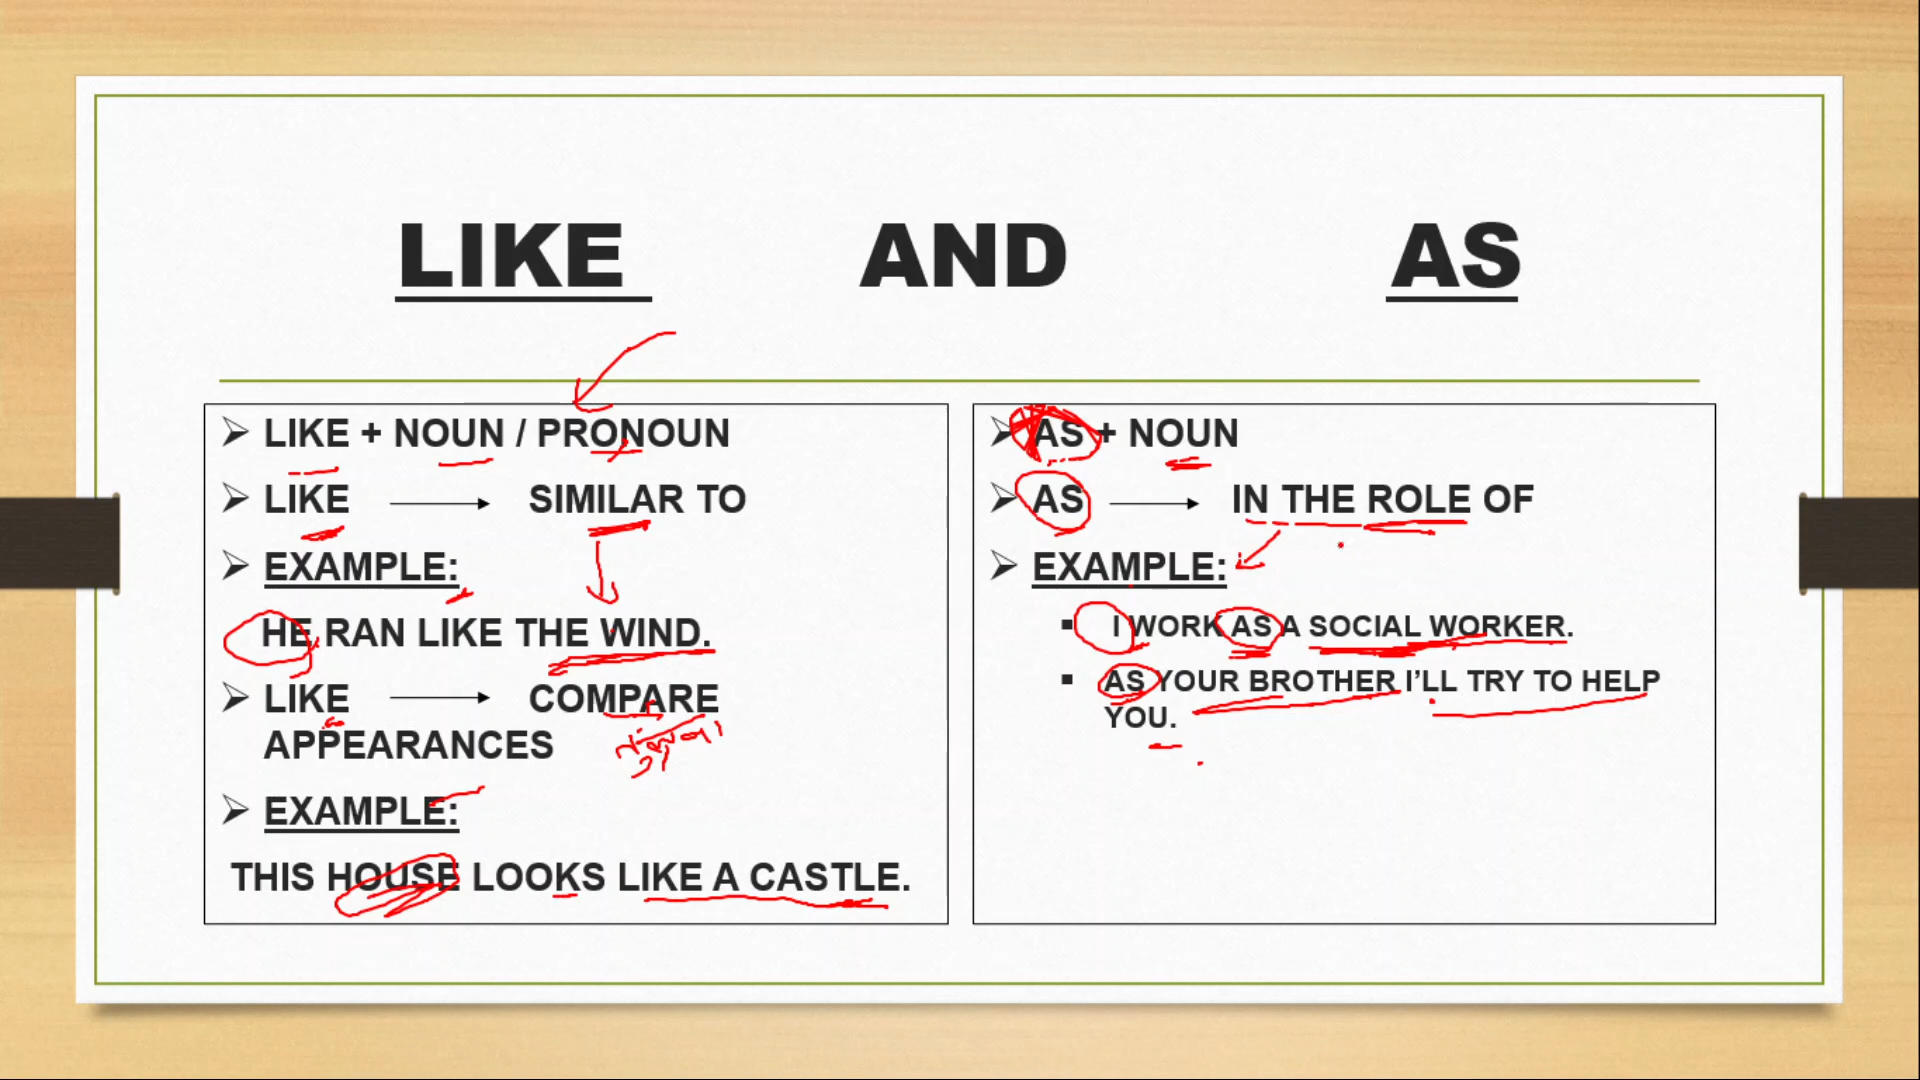 LIKE AND AS
LIKE + NOUN / PRONOUN
LIKE → SIMILAR TO
EXAMPLE:
HE RAN LIKE THE WIND.
LIKE → COMPARE
APPEARANCES
EXAMPLE:
THIS HOUSE LOOKS LIKE A CASTLE.
AS + NOUN
AS → IN THE ROLE OF
EXAMPLE:
I WORK AS A SOCIAL WORKER.
AS YOUR BROTHER I’LL TRY TO HELP
YOU.